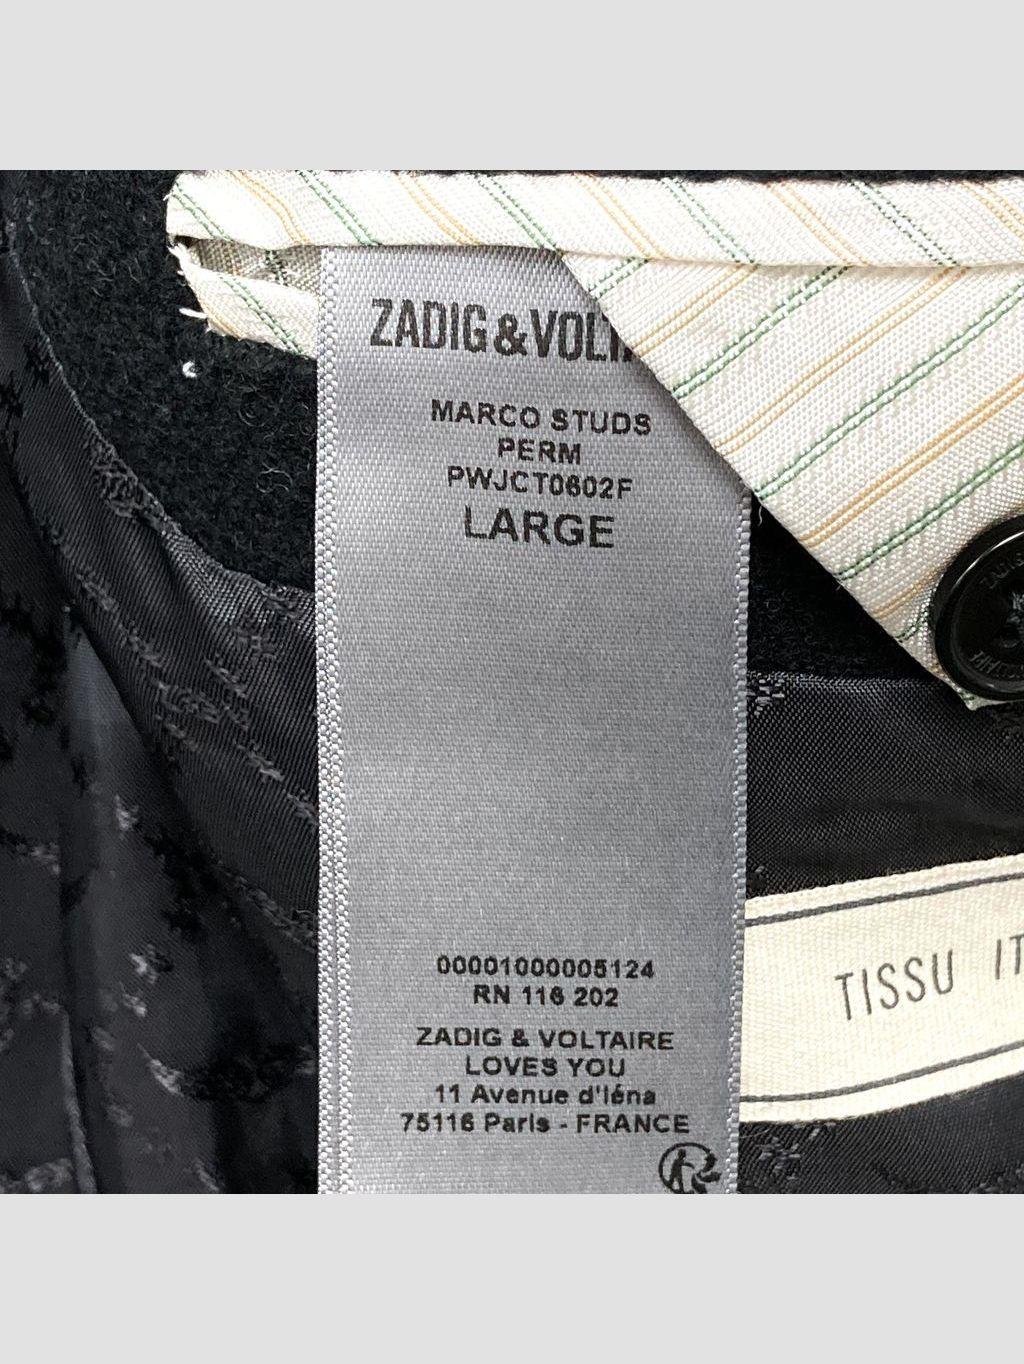 ZADIG & VOLT
MARCO STUDS
PERM
PWJCT0602F
LARGE
00001000005124
RN 116 202
ZADIG & VOLTAIRE
LOVES YOU
11 Avenue d'Iéna
75116 Paris - FRANCE
TISSU IT